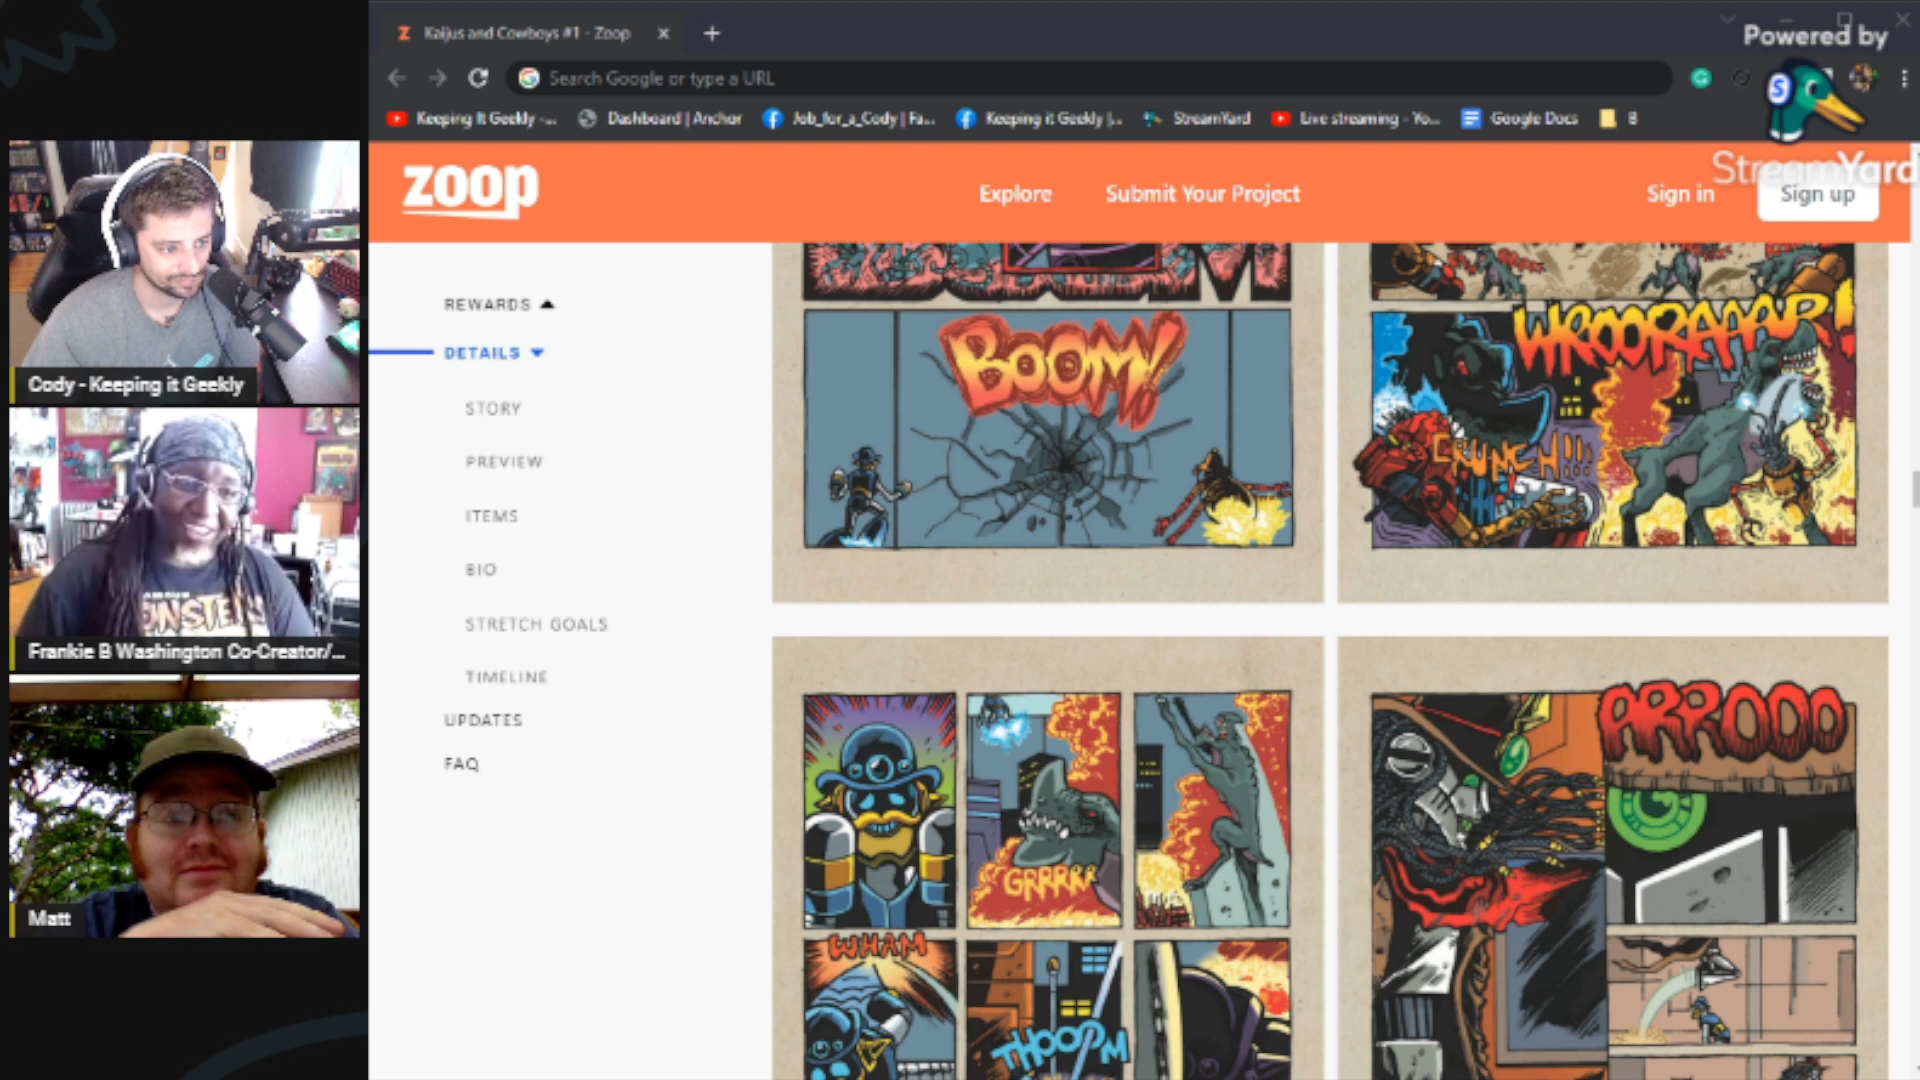 Kaijus and Cowboys #1 - Zoop
Powered by
Search Google or type a URL
Keeping It Geekly -...
Dashboard | Anchor
Job_for_a_Cody | Fa...
Keeping it Geekly |...
StreamYard
Live streaming - Yo...
Google Docs
B
S
StreamYard
zoop
Explore
Submit Your Project
Sign in
Sign up
REWARDS
DETAILS
STORY
PREVIEW
ITEMS
BIO
STRETCH GOALS
TIMELINE
UPDATES
FAQ
BOOM!
CRUNCH!!!
GRRRRR
WHAM
THOOOM
ARROOO
Cody - Keeping it Geekly
ONSTER
Frankie B Washington Co-Creator/...
Matt